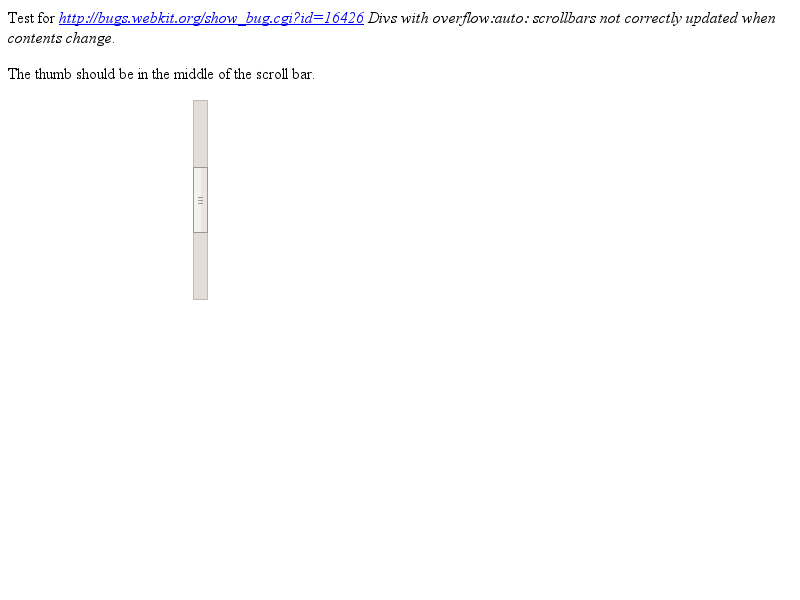 Test for http://bugs.webkit.org/show_bug.cgi?id=16426 Divs with overflow:auto: scrollbars not correctly updated when
contents change.
The thumb should be in the middle of the scroll bar.